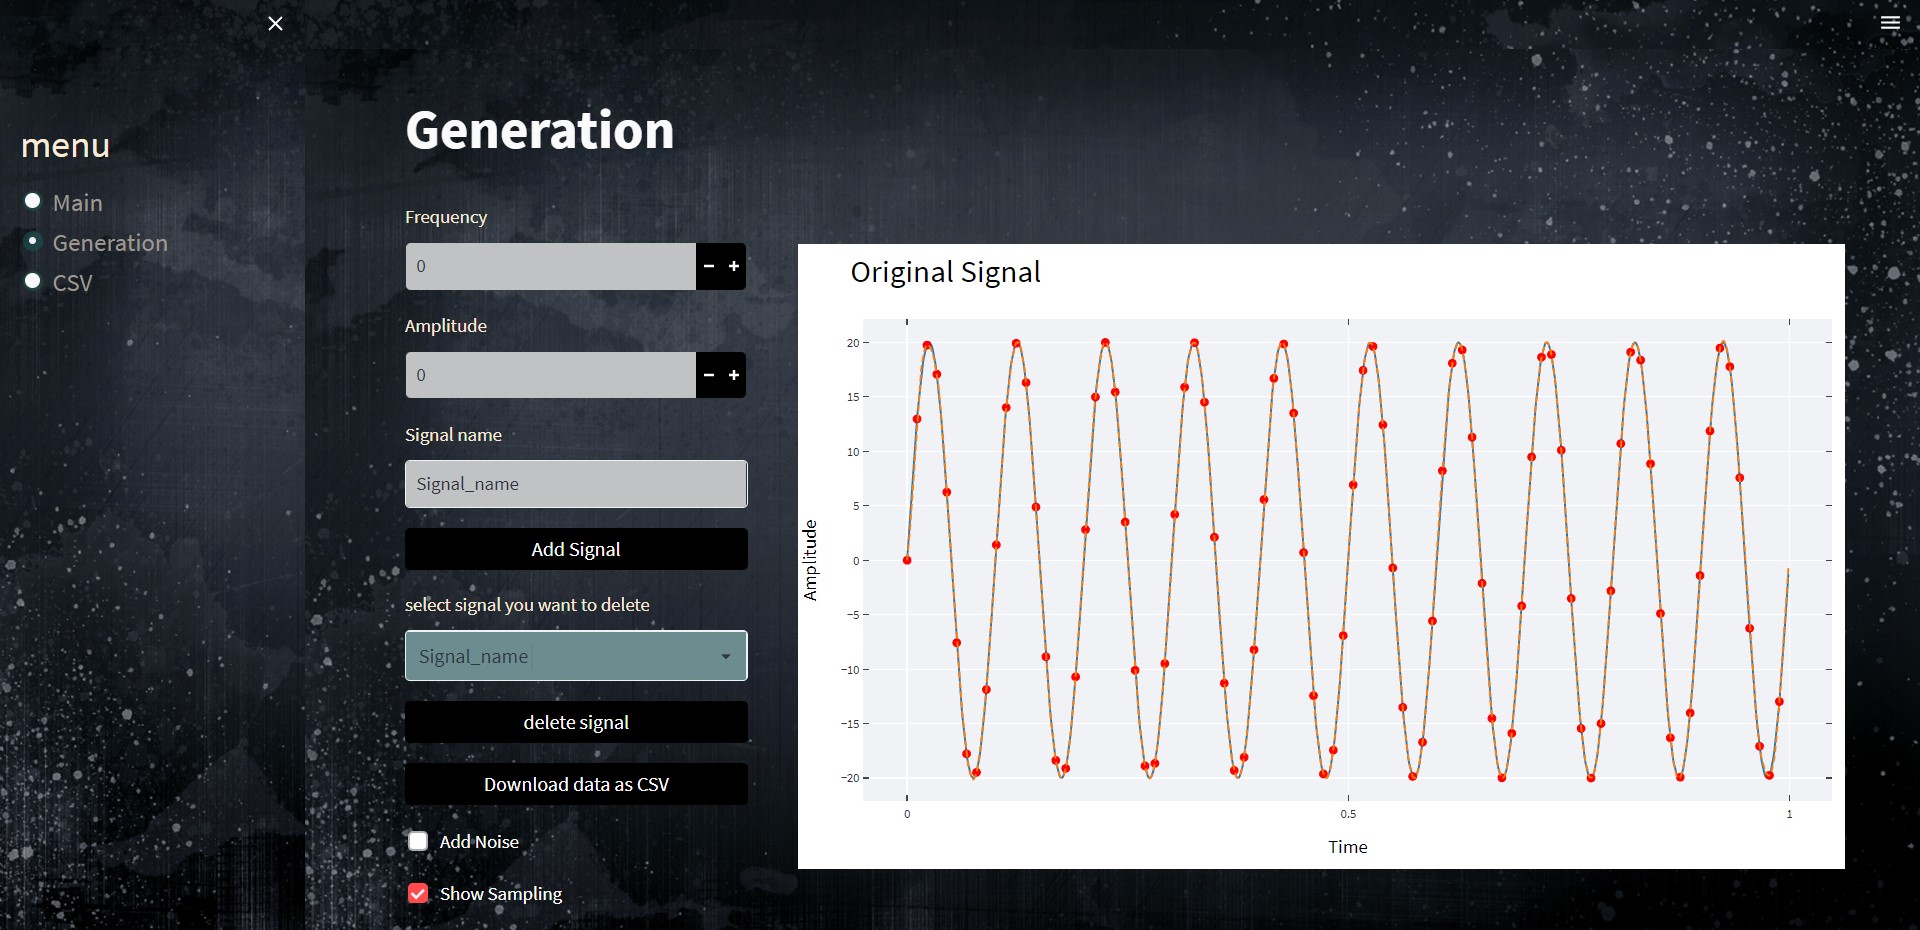 menu
Main
Generation
CSV
Generation
Frequency
0
Amplitude
0
Signal name
Signal_name
Add Signal
select signal you want to delete
Signal_name
delete signal
Download data as CSV
Add Noise
Show Sampling
Original Signal
20
15
10
5
0
−5
−10
−15
−20
Amplitude
0 0.5 1
Time